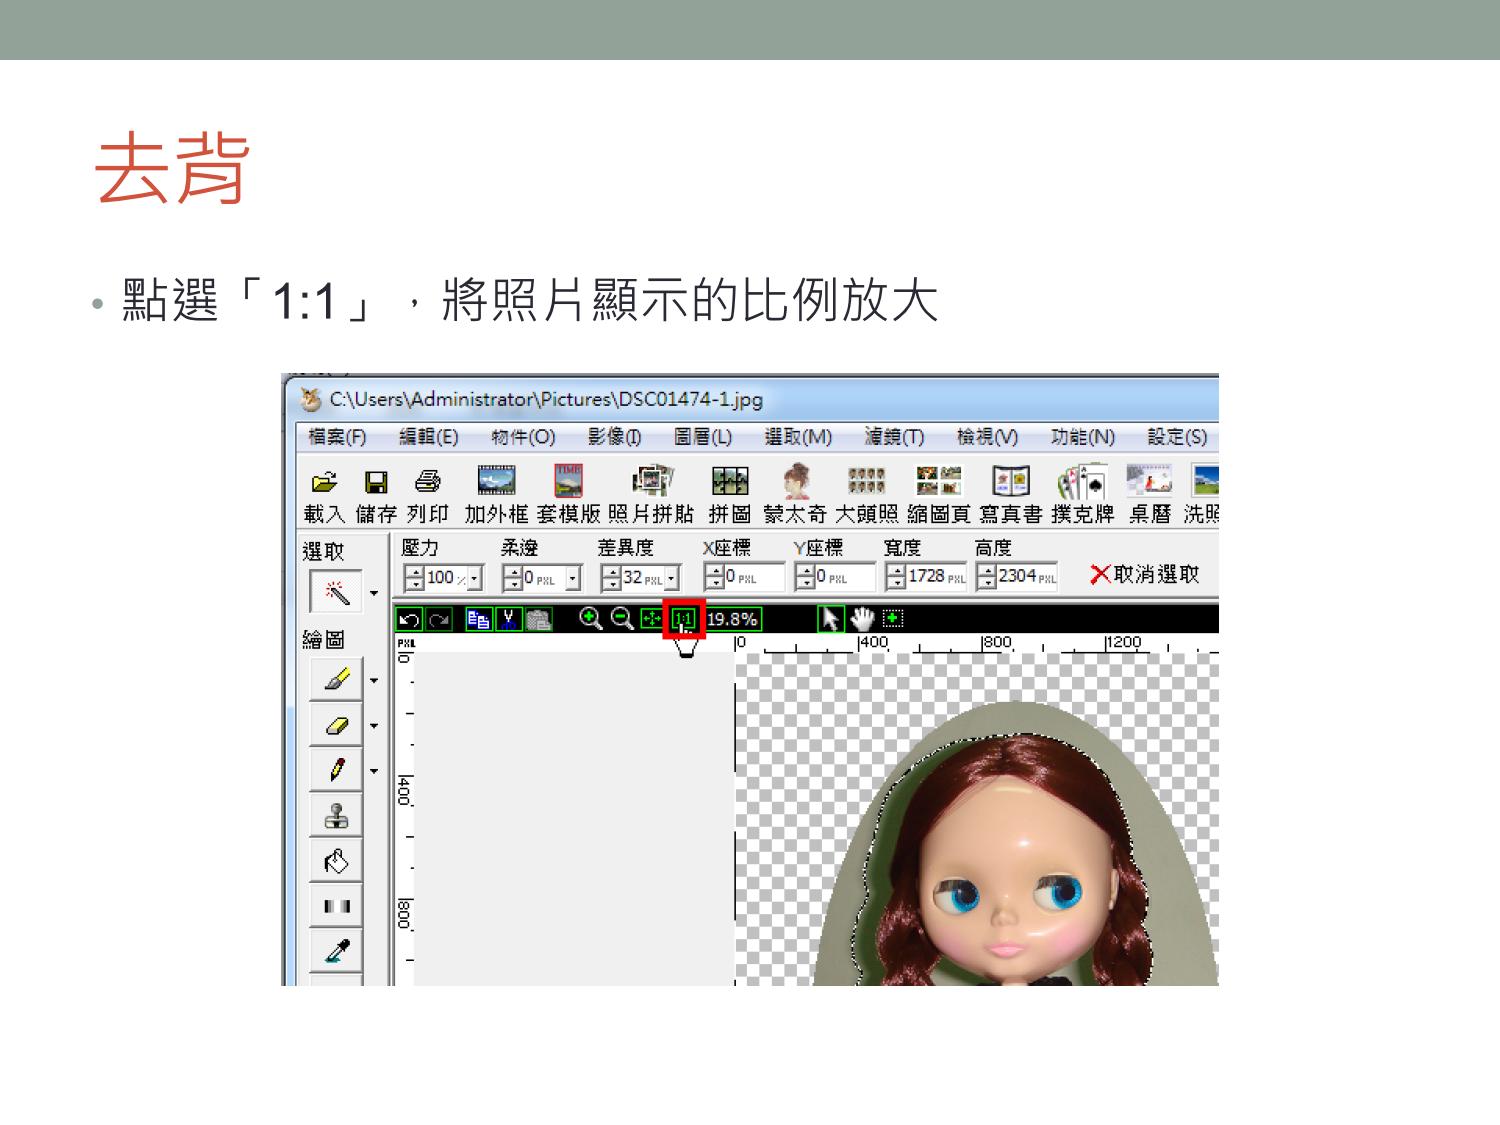 去背
• 點選「1:1」，將照片顯示的比例放大
C:\Users\Administrator\Pictures\DSC01474-1.jpg
檔案(F) 編輯(E) 物件(O) 影像(I) 圖層(L) 選取(M) 濾鏡(T) 檢視(V) 功能(N) 設定(S)
TIME
載入 儲存 列印 加外框 套模版 照片拼貼 拼圖 蒙太奇 大頭照 縮圖頁 寫真書 撲克牌 桌曆 洗照
選取 壓力 柔邊 差異度 X座標 Y座標 寬度 高度
100 % 0 PXL 32 PXL 0 PXL 0 PXL 1728 PXL 2304 PXL 取消選取
1:1 19.8%
繪圖 PXL 0 400 800 1200
0
400
800